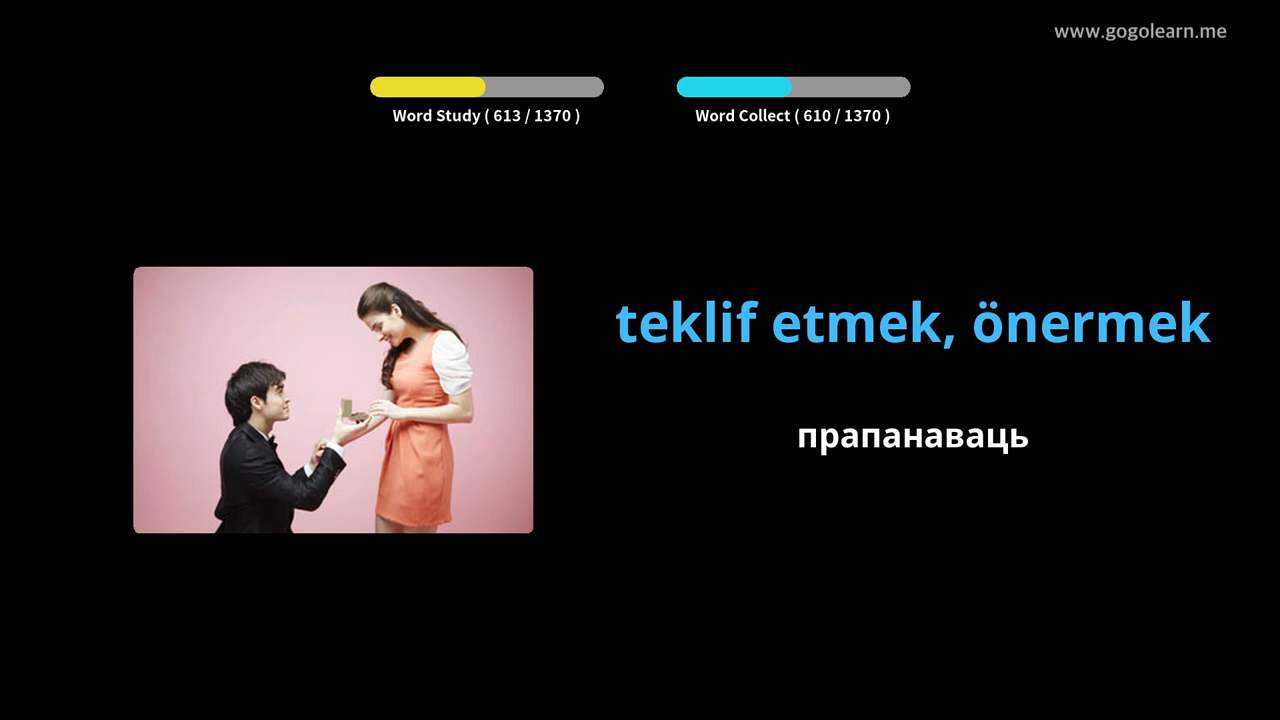 www.gogolearn.me
Word Study ( 613 / 1370 )
Word Collect ( 610 / 1370 )
teklif etmek, önermek
прапанаваць